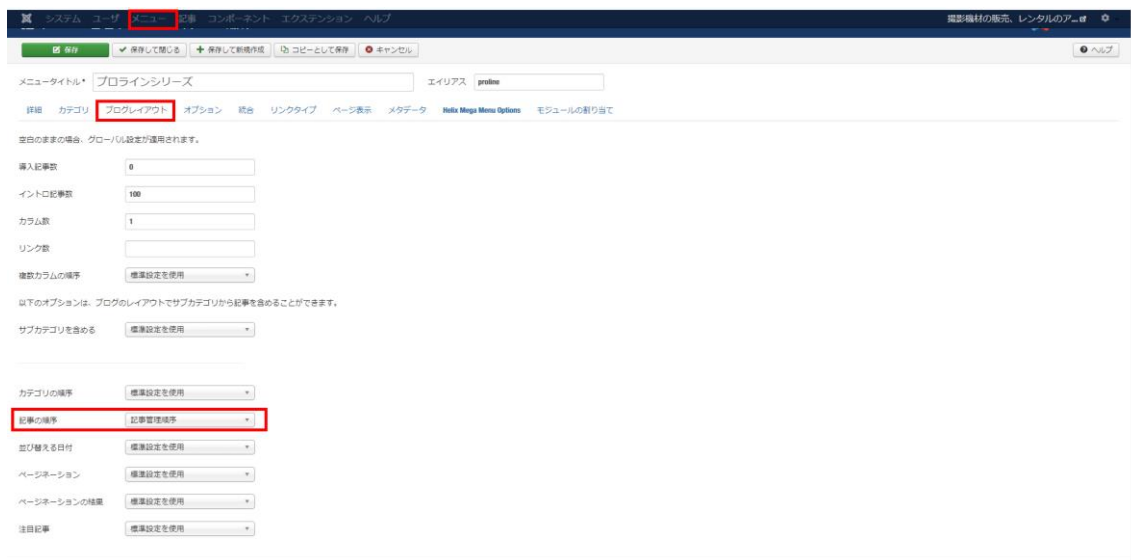 システム ユーザ メニュー 記事 コンポーネント エクステンション ヘルプ 撮影機材の販売、レンタルのア...
保存 保存して閉じる 保存して新規作成 コピーとして保存 キャンセル ヘルプ
メニュータイトル* プロラインシリーズ エイリアス proline
詳細 カテゴリ ブログレイアウト オプション 統合 リンクタイプ ページ表示 メタデータ Helix Mega Menu Options モジュールの割り当て
空白のままの場合、グローバル設定が適用されます。
導入記事数 0
イントロ記事数 100
カラム数 1
リンク数
複数カラムの順序 標準設定を使用
以下のオプションは、ブログのレイアウトでサブカテゴリから記事を含めることができます。
サブカテゴリを含める 標準設定を使用
カテゴリの順序 標準設定を使用
記事の順序 記事管理順序
並び替える日付 標準設定を使用
ページネーション 標準設定を使用
ページネーションの結果 標準設定を使用
注目記事 標準設定を使用